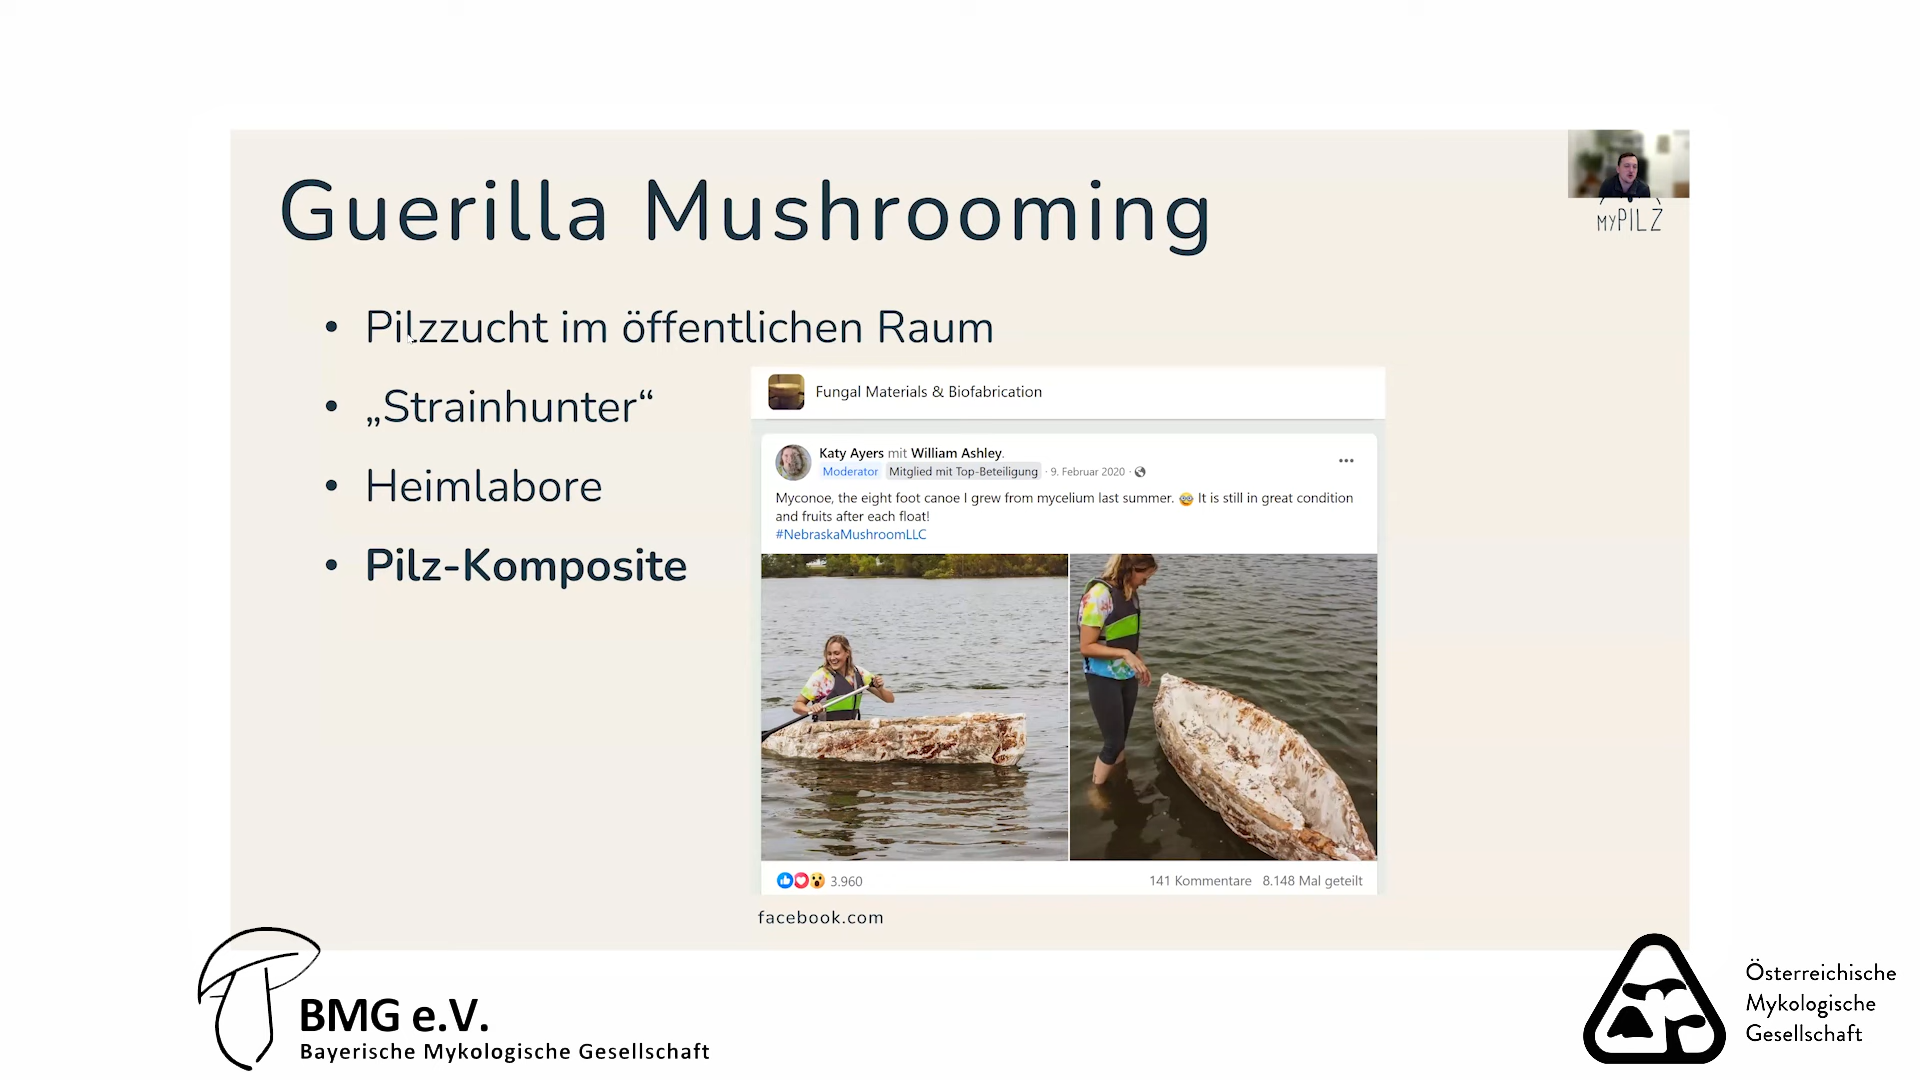 Guerilla Mushrooming
MYPILZ
• Pilzzucht im öffentlichen Raum
• „Strainhunter“
• Heimlabore
• Pilz-Komposite
Fungal Materials & Biofabrication
Katy Ayers mit William Ashley.
Moderator Mitglied mit Top-Beteiligung · 9. Februar 2020 ·
Myconoe, the eight foot canoe I grew from mycelium last summer. 🤓 It is still in great condition
and fruits after each float!
#NebraskaMushroomLLC
3.960 141 Kommentare 8.148 Mal geteilt
facebook.com
BMG e.V.
Bayerische Mykologische Gesellschaft
Österreichische
Mykologische
Gesellschaft